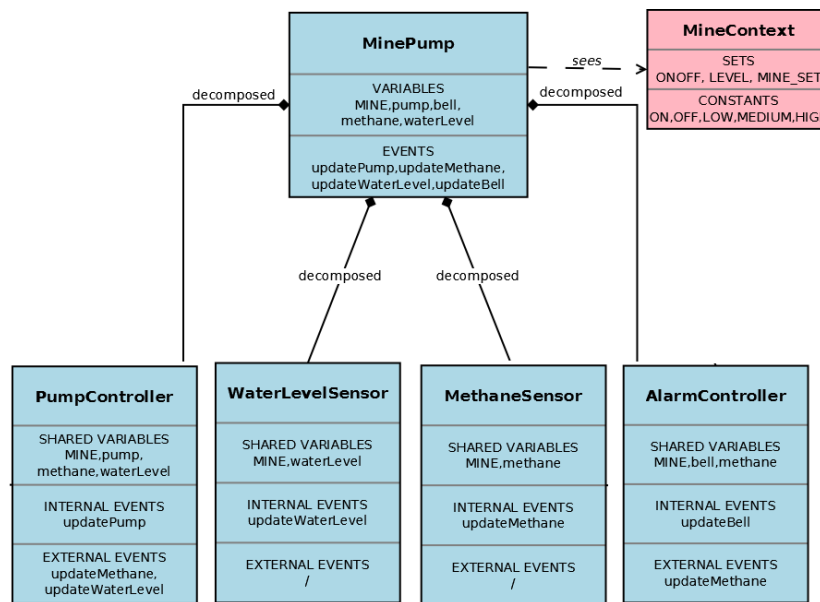 MinePump
VARIABLES
MINE,pump,bell,
methane,waterLevel
EVENTS
updatePump,updateMethane,
updateWaterLevel,updateBell
sees
MineContext
SETS
ONOFF, LEVEL, MINE_SET
CONSTANTS
ON,OFF,LOW,MEDIUM,HIG
decomposed
decomposed
decomposed
decomposed
PumpController
SHARED VARIABLES
MINE,pump,
methane,waterLevel
INTERNAL EVENTS
updatePump
EXTERNAL EVENTS
updateMethane,
updateWaterLevel
WaterLevelSensor
SHARED VARIABLES
MINE,waterLevel
INTERNAL EVENTS
updateWaterLevel
EXTERNAL EVENTS
/
MethaneSensor
SHARED VARIABLES
MINE,methane
INTERNAL EVENTS
updateMethane
EXTERNAL EVENTS
/
AlarmController
SHARED VARIABLES
MINE,bell,methane
INTERNAL EVENTS
updateBell
EXTERNAL EVENTS
updateMethane